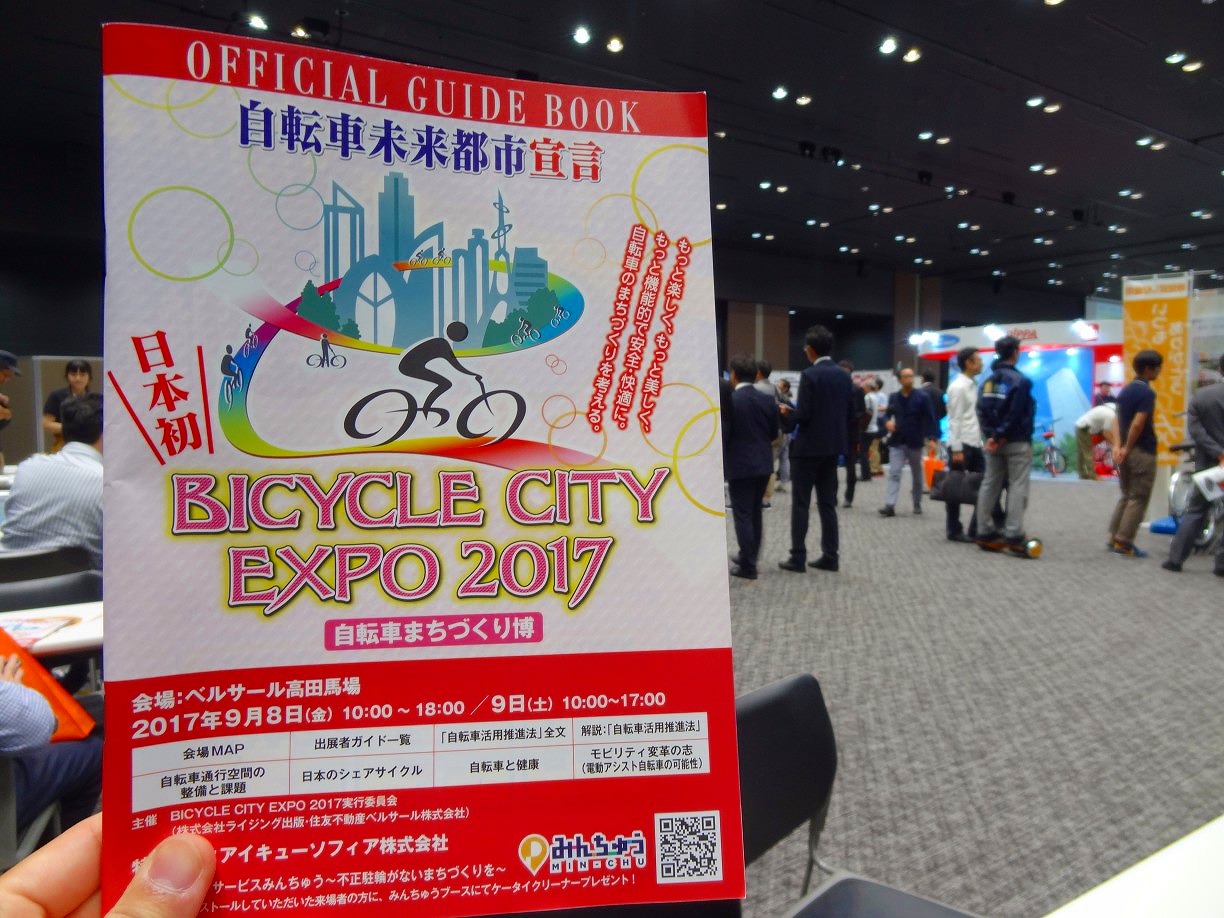 OFFICIAL GUIDE BOOK
自転車未来都市宣言
もっと楽しく、もっと美しく、
もっと機能的で安全・快適に。
自転車のまちづくりを考える。
日本初
BICYCLE CITY
EXPO 2017
自転車まちづくり博
会場:ベルサール高田馬場
2017年9月8日(金) 10:00~18:00 / 9日(土) 10:00~17:00
会場MAP
出展者ガイド一覧
「自転車活用推進法」全文
解説:「自転車活用推進法」
自転車通行空間の
整備と課題
日本のシェアサイクル
自転車と健康
モビリティ変革の志
(電動アシスト自転車の可能性)
主催 BICYCLE CITY EXPO 2017実行委員会
(株式会社ライジング出版・住友不動産ベルサール株式会社)
アイキューソフィア株式会社
みんちゅう
MIN-CHU
サービスみんちゅう~不正駐輪がないまちづくりを~
ストールしていただいた来場者の方に、みんちゅうブースにてケータイクリーナープレゼント!